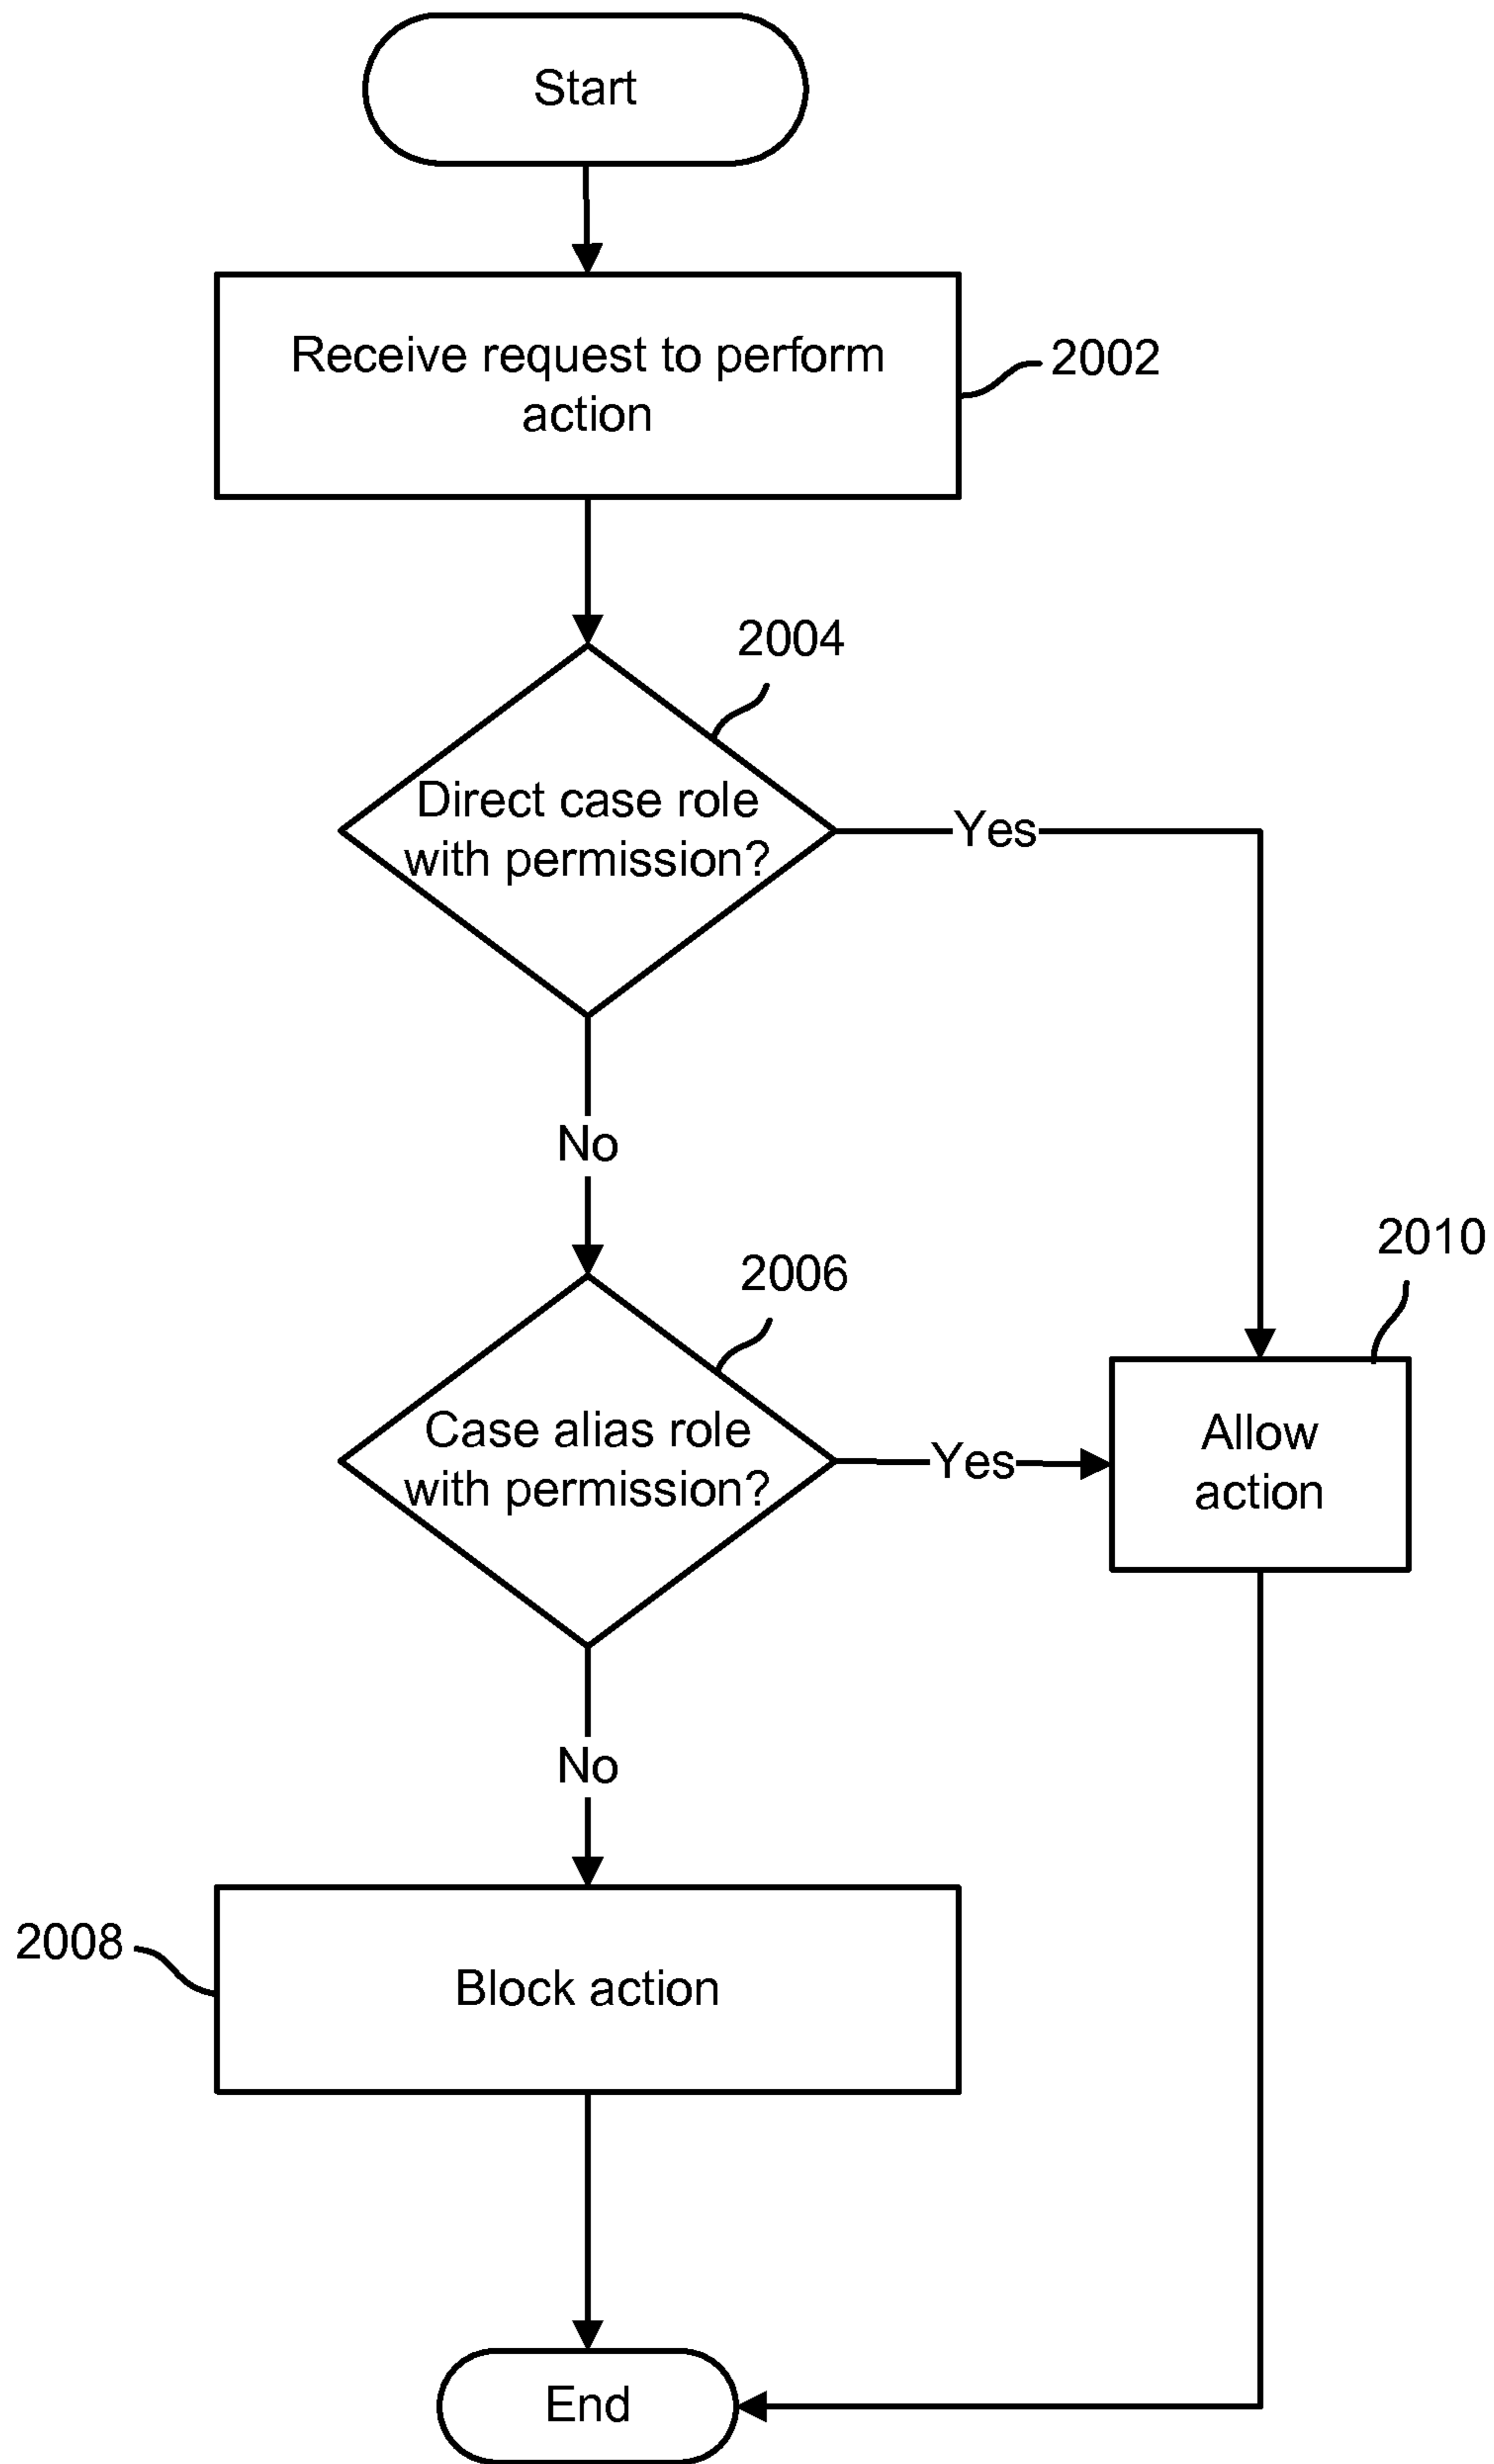 Start
Receive request to perform
action
2002
2004
Direct case role
with permission?
Yes
No
2006
2010
Case alias role
with permission?
Yes
Allow
action
No
2008
Block action
End